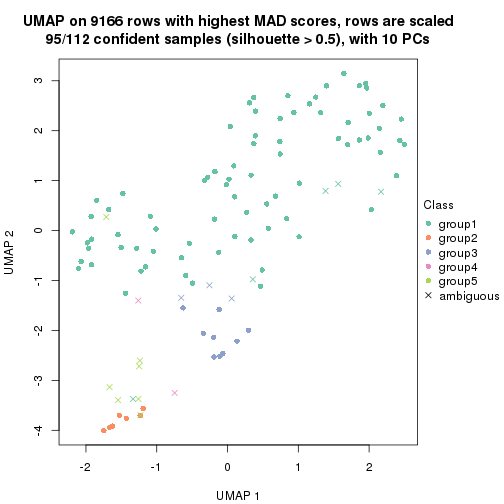 UMAP on 9166 rows with highest MAD scores, rows are scaled
95/112 confident samples (silhouette > 0.5), with 10 PCs
3
2
1
0
-1
-2
-3
-4
UMAP 2
-2
-1
0
1
2
UMAP 1
Class
group1
group2
group3
group4
group5
ambiguous